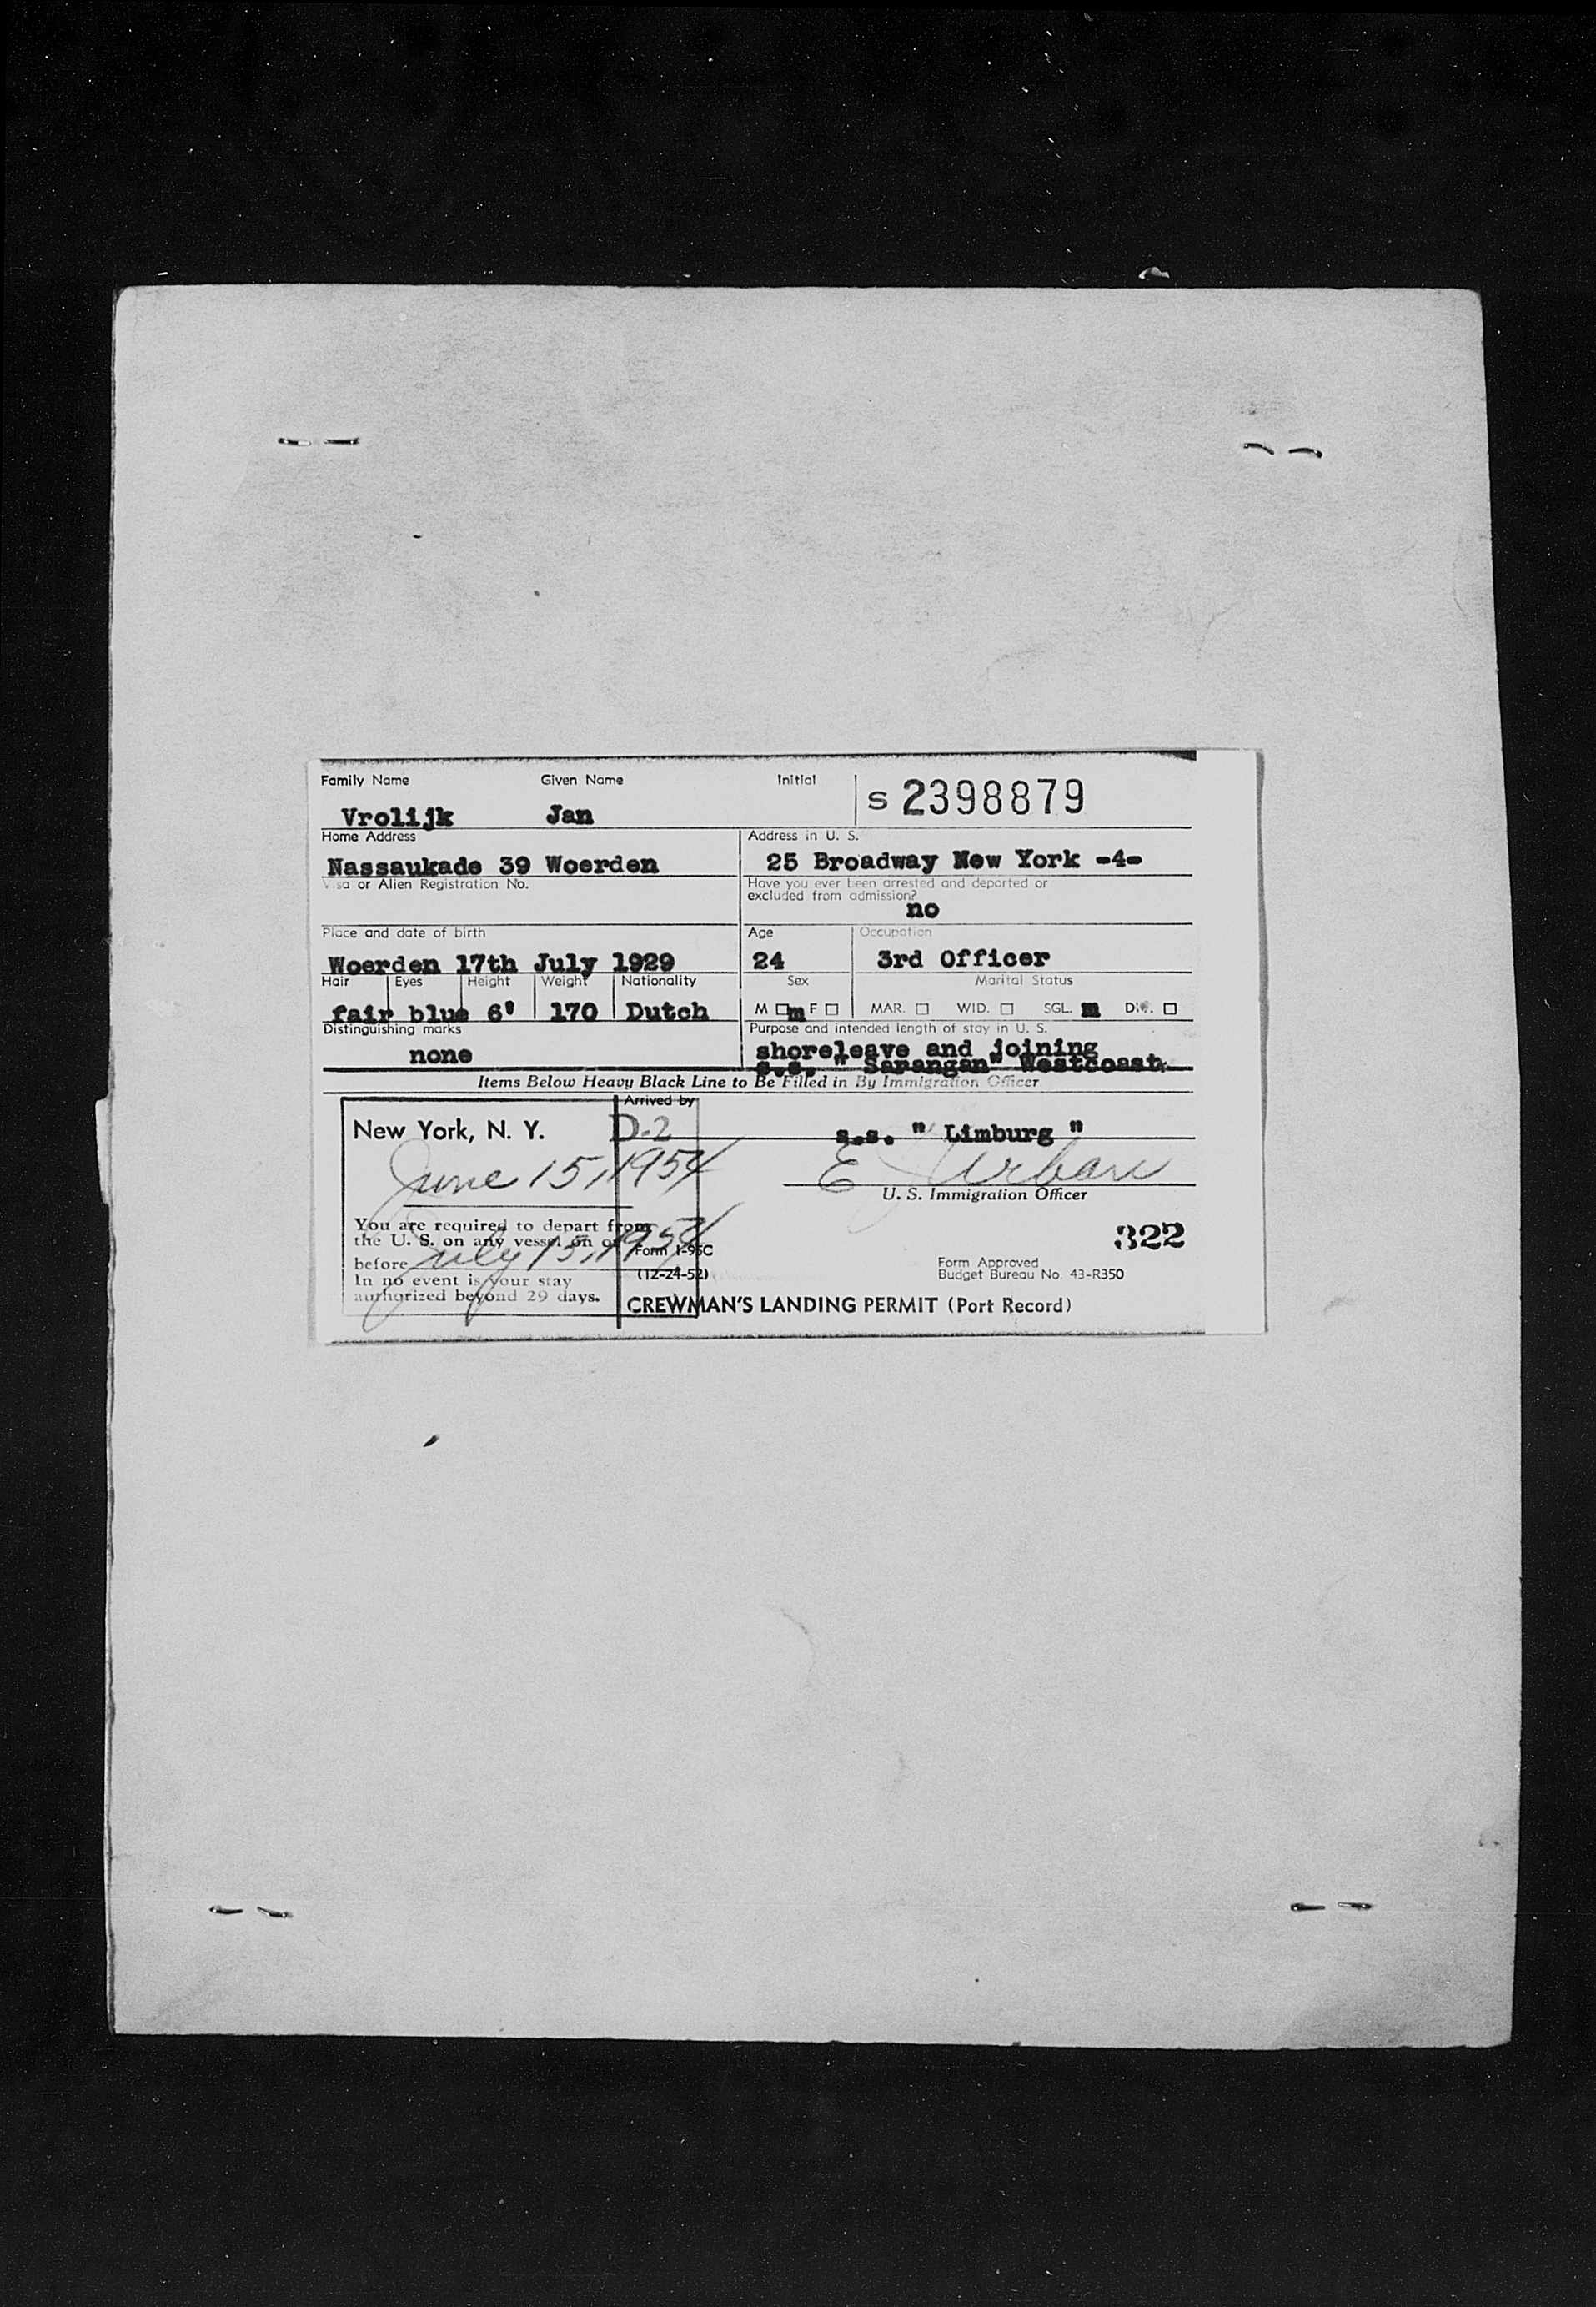 Family Name Given Name Initial
S 2398879
Vrolijk Jan
Home Address Address in U. S.
Nassaukade 39 Woerden 25 Broadway New York -4-
Visa or Alien Registration No. Have you ever been arrested and deported or
excluded from admission?
no
Place and date of birth Age Occupation
Woerden 17th July 1929 24 3rd Officer
Hair Eyes Height Weight Nationality Sex Marital Status
fair blue 6' 170 Dutch M m F MAR. WID. SGL. DIV.
Distinguishing marks Purpose and intended length of stay in U. S.
none shoreleave and joining
s.s. " Sarangan" Westcoast
Items Below Heavy Black Line to Be Filled in By Immigration Officer
Arrived by
New York, N. Y. D-2 s.s. " Limburg "
June 15, 1954 E J Urban
U. S. Immigration Officer
You are required to depart from
the U. S. on any vessel on or
before July 15, 1954
In no event is your stay
authorized beyond 29 days.
322
Form I-95C
(12-24-52)
Form Approved
Budget Bureau No. 43-R350
CREWMAN'S LANDING PERMIT (Port Record)